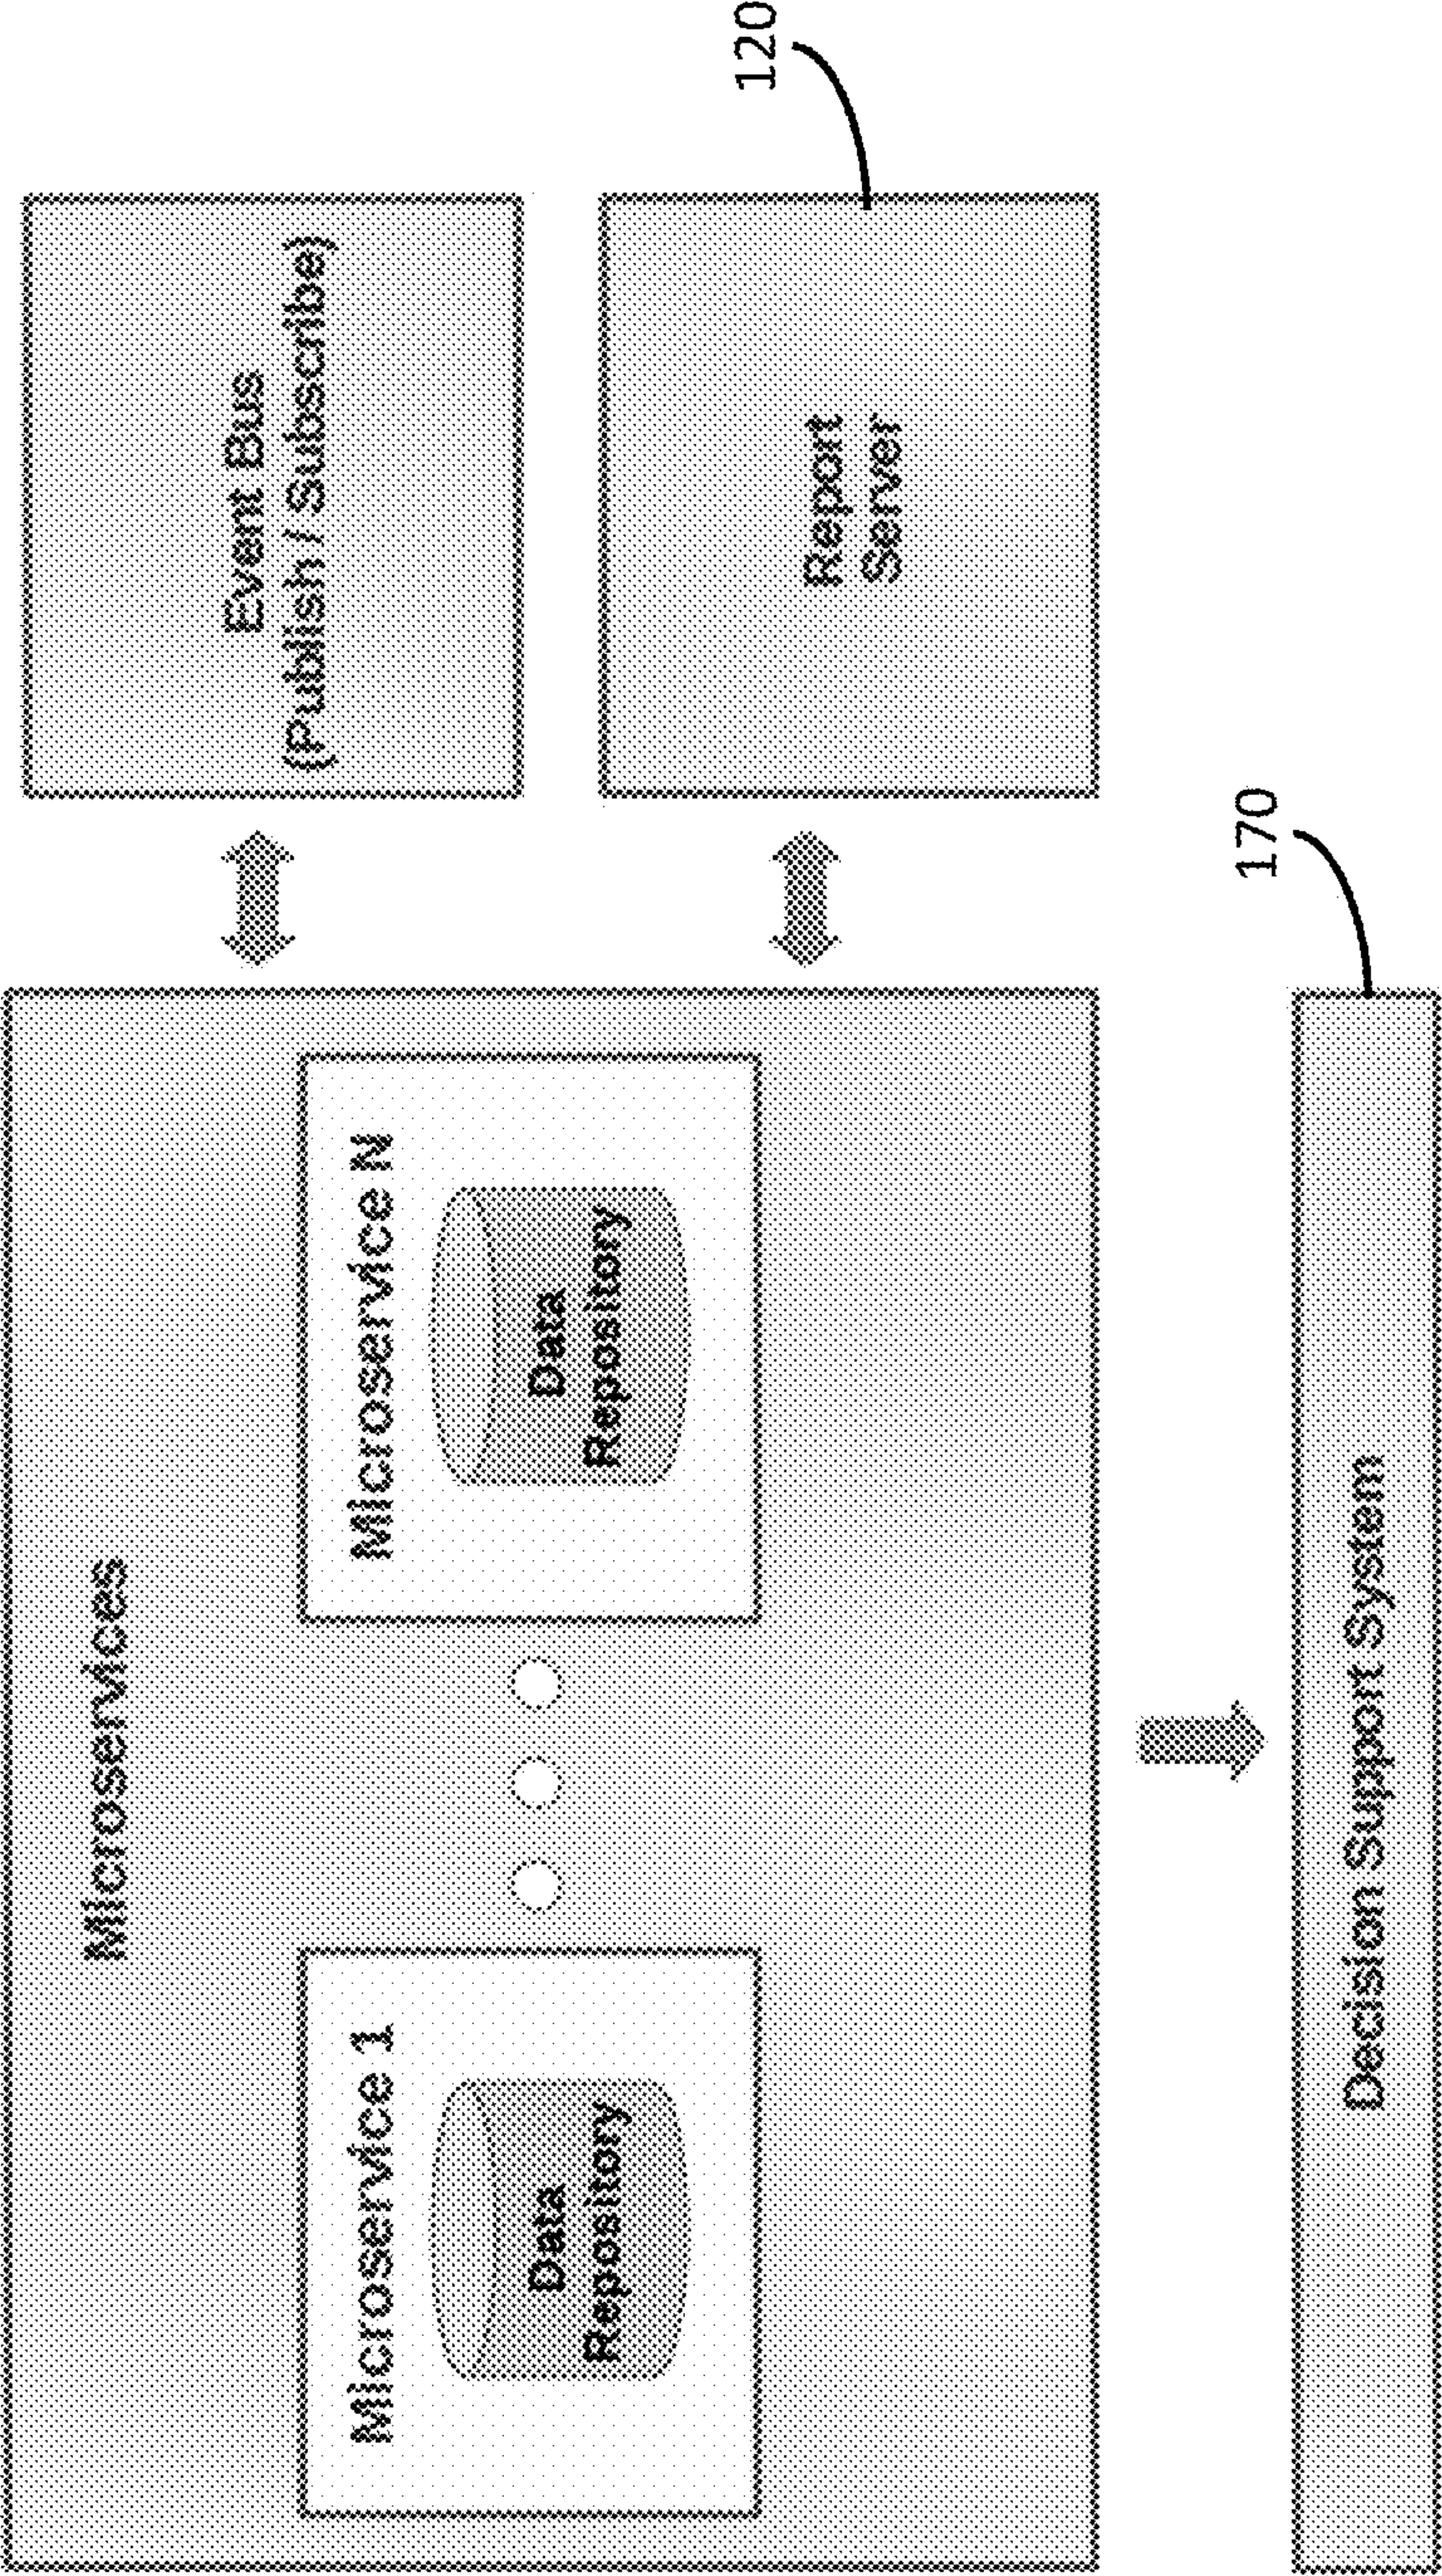 Microservices
Microservice 1
Data
Repository
Microservice N
Data
Repository
Event Bus
(Publish / Subscribe)
Report
Server
120
Decision Support System
170